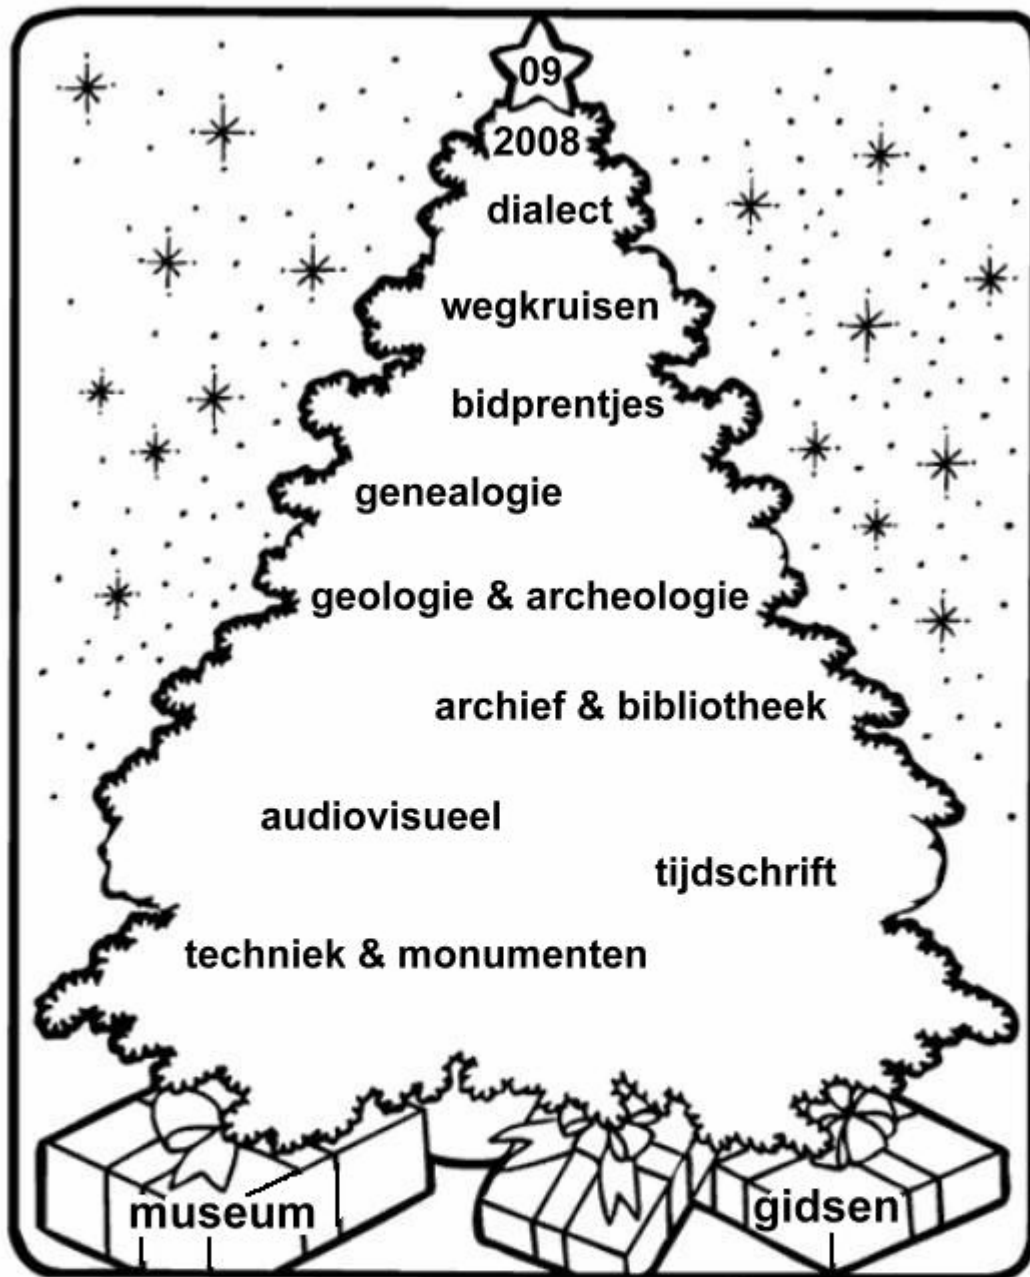 09
2008
dialect
wegkruisen
bidprentjes
genealogie
geologie & archeologie
archief & bibliotheek
audiovisueel
tijdschrift
techniek & monumenten
museum
gidsen